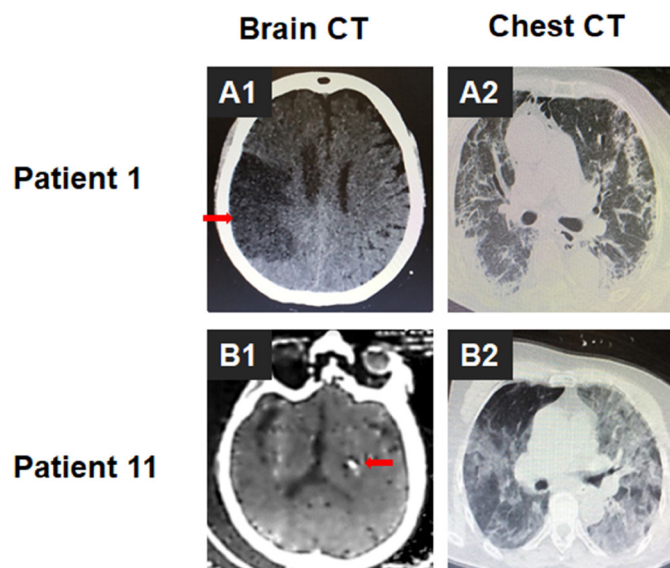 Brain CT
Chest CT
A1
A2
Patient 1
B1
B2
Patient 11